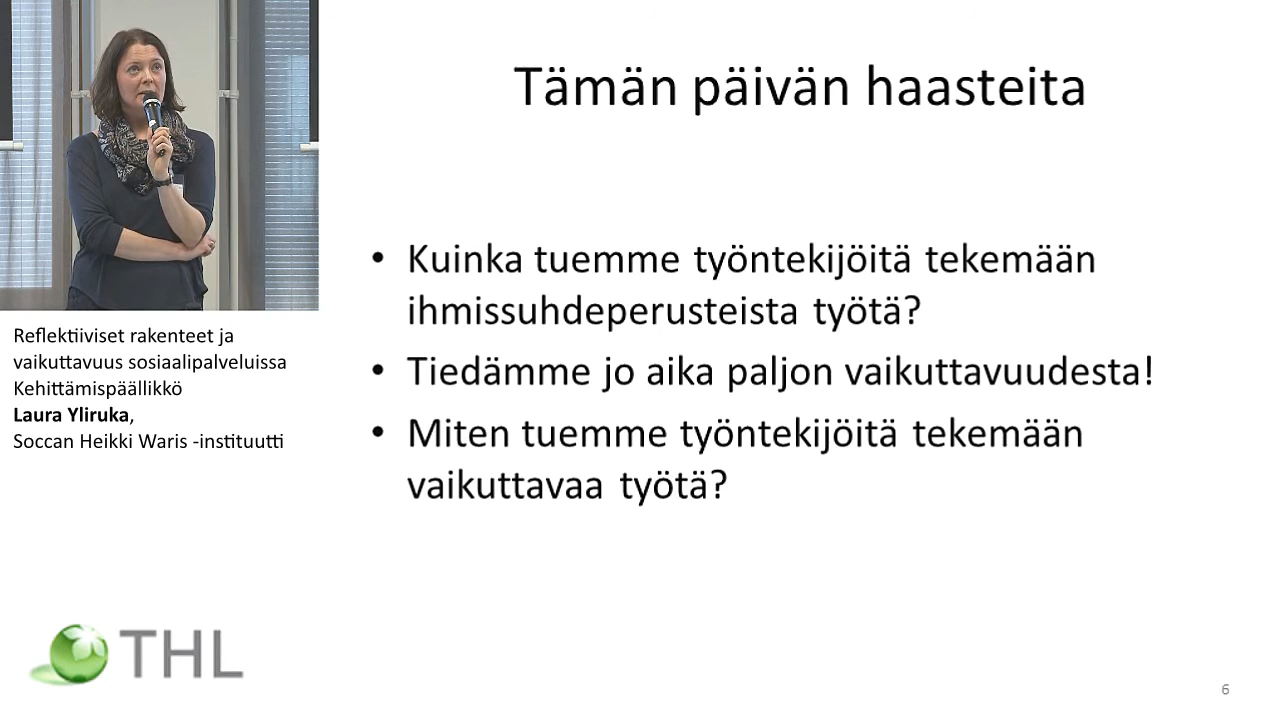 Tämän päivän haasteita
• Kuinka tuemme työntekijöitä tekemään
ihmissuhdeperusteista työtä?
• Tiedämme jo aika paljon vaikuttavuudesta!
• Miten tuemme työntekijöitä tekemään
vaikuttavaa työtä?
Reflektiiviset rakenteet ja
vaikuttavuus sosiaalipalveluissa
Kehittämispäällikkö
Laura Yliruka,
Soccan Heikki Waris -instituutti
THL
6